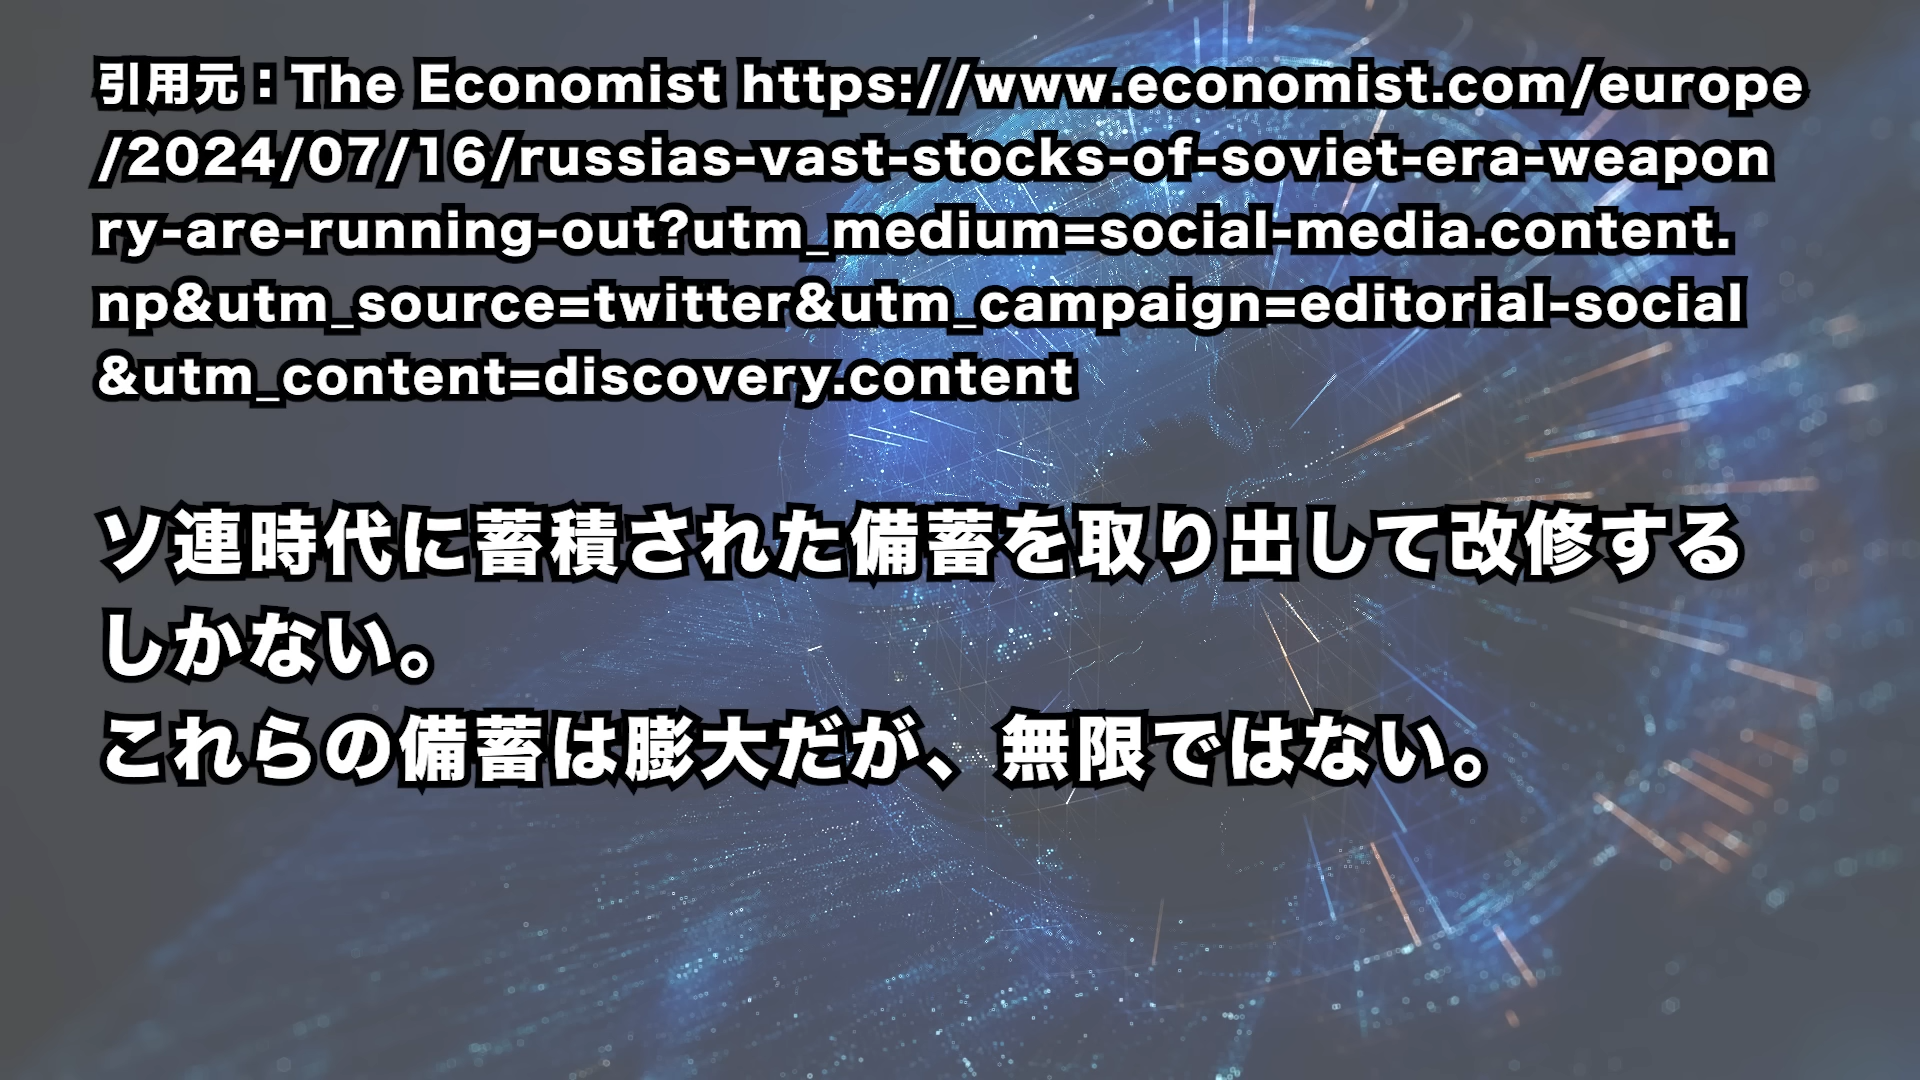 引用元：The Economist https://www.economist.com/europe
/2024/07/16/russias-vast-stocks-of-soviet-era-weapon
ry-are-running-out?utm_medium=social-media.content.
np&utm_source=twitter&utm_campaign=editorial-social
&utm_content=discovery.content
ソ連時代に蓄積された備蓄を取り出して改修する
しかない。
これらの備蓄は膨大だが、無限ではない。